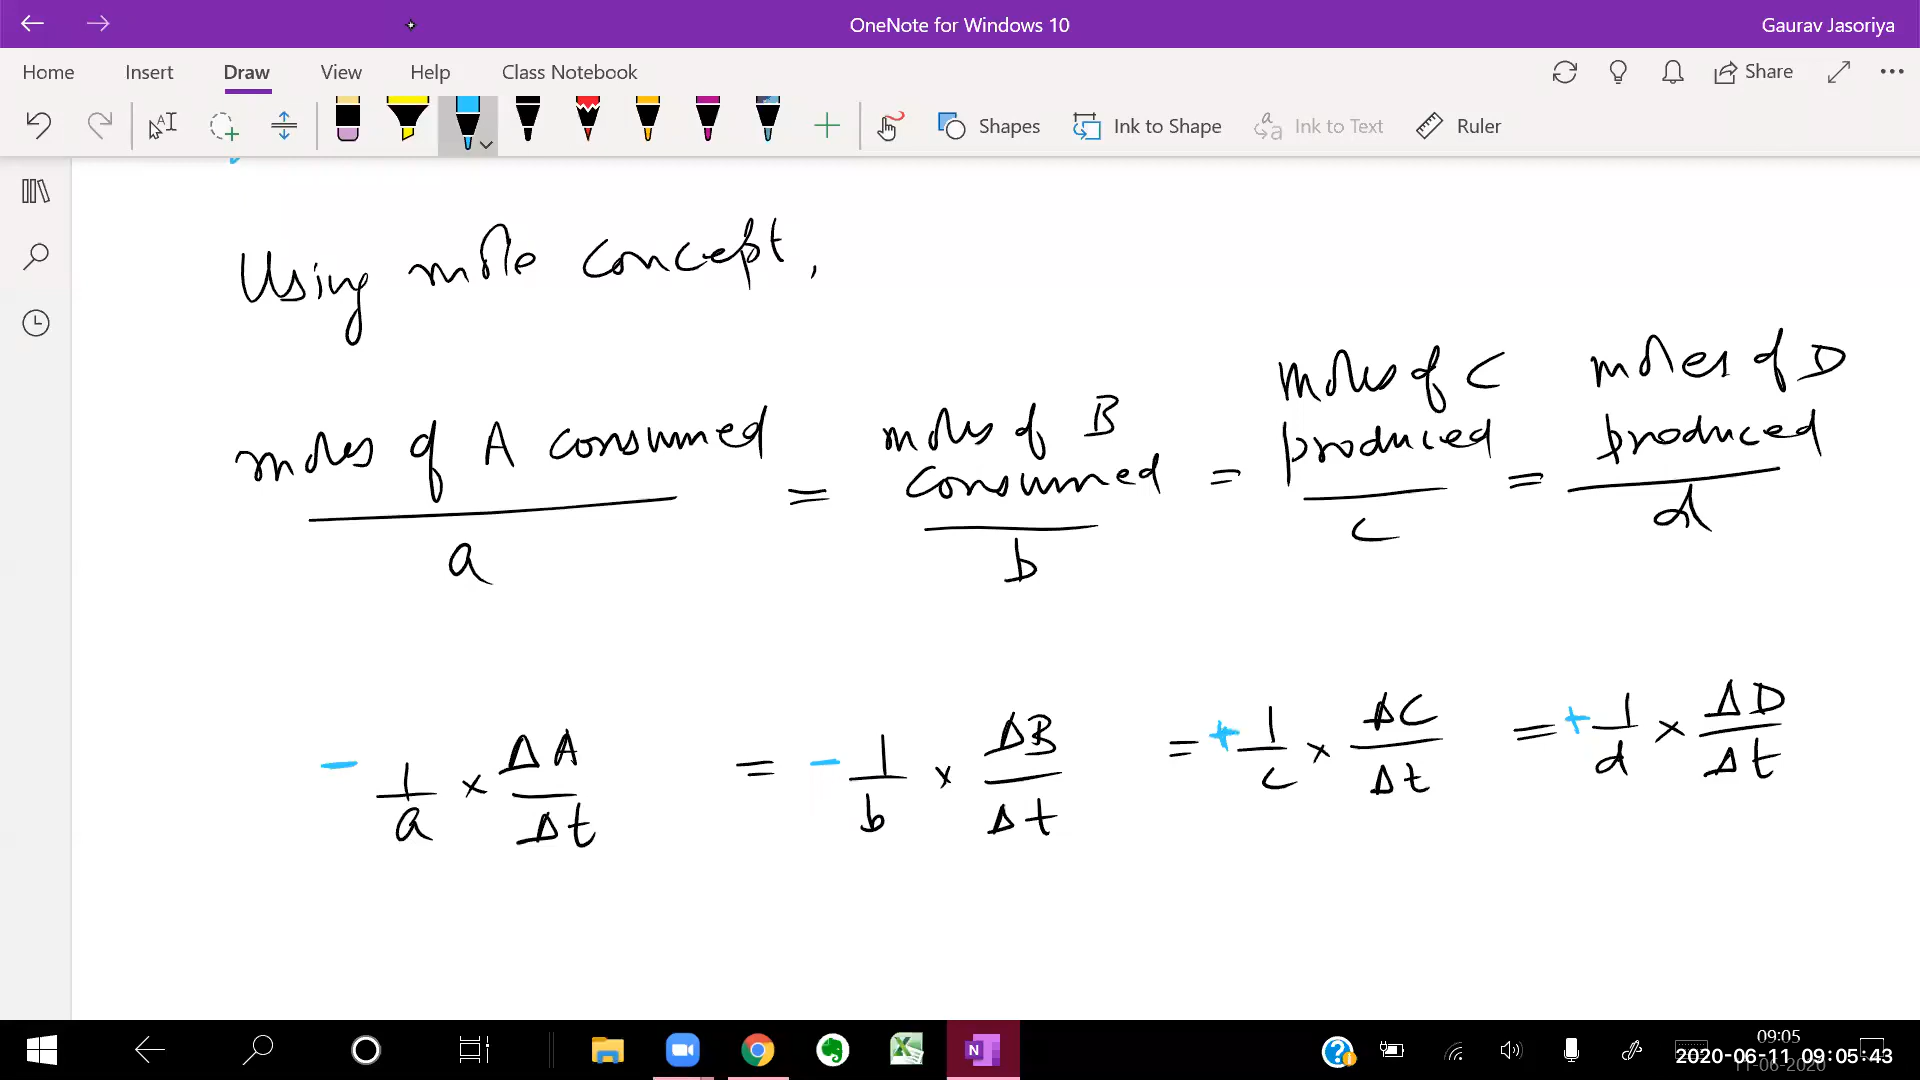 OneNote for Windows 10
Gaurav Jasoriya
Home Insert Draw View Help Class Notebook Share
Shapes Ink to Shape Ink to Text Ruler
Using mole concept,
moles of A consumed / a = moles of B consumed / b = moles of C produced / c = moles of D produced / d
- 1/a × ΔA/Δt = - 1/b × ΔB/Δt = + 1/c × ΔC/Δt = + 1/d × ΔD/Δt
09:05
2020-06-11 09:05:43
11-06-2020